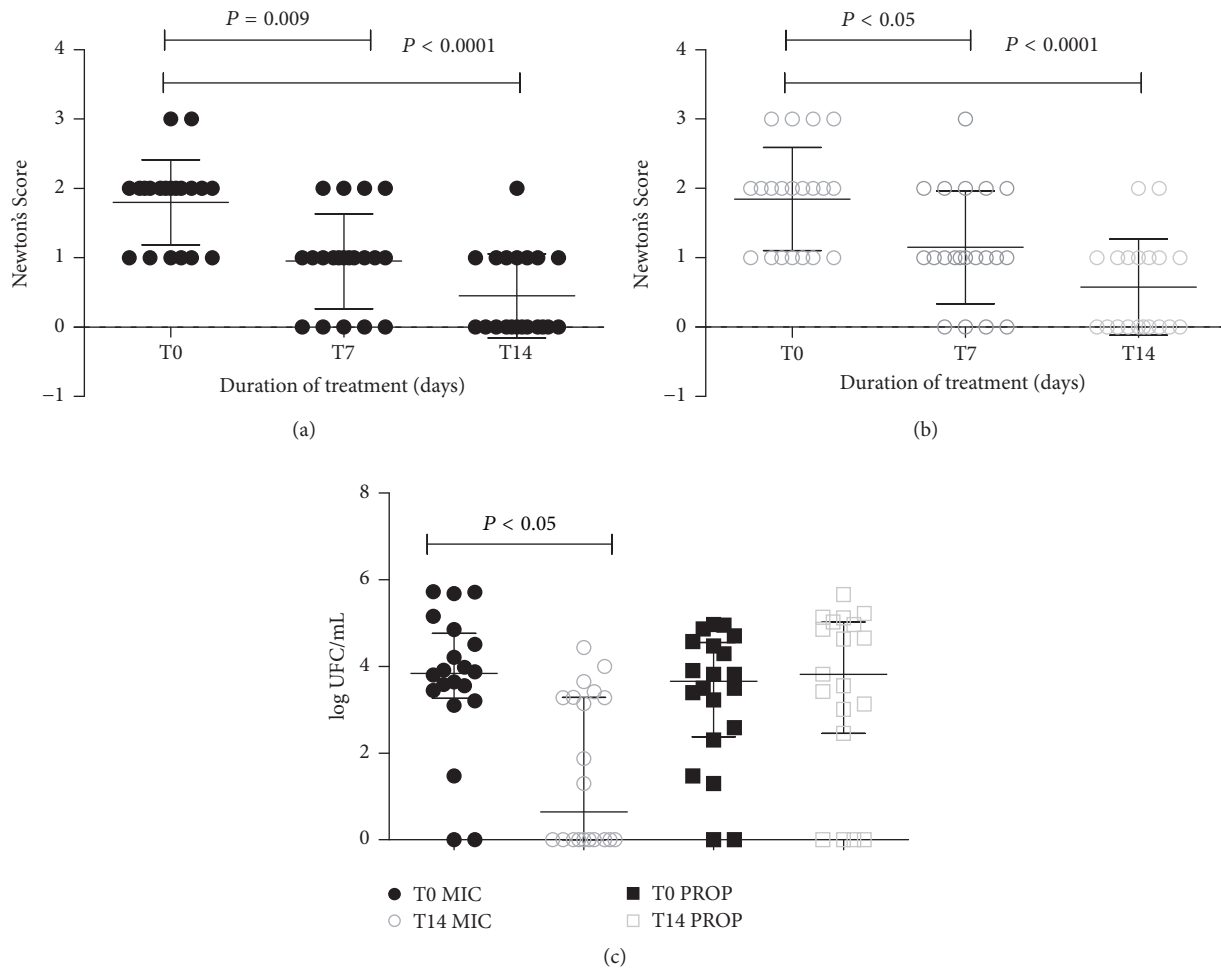 P = 0.009
P < 0.0001
4
3
2
1
0
−1
Newton's Score
T0
T7
T14
Duration of treatment (days)
(a)
P < 0.05
P < 0.0001
4
3
2
1
0
−1
Newton's Score
T0
T7
T14
Duration of treatment (days)
(b)
8
6
4
2
0
log UFC/mL
P < 0.05
T0 MIC
T14 MIC
T0 PROP
T14 PROP
(c)